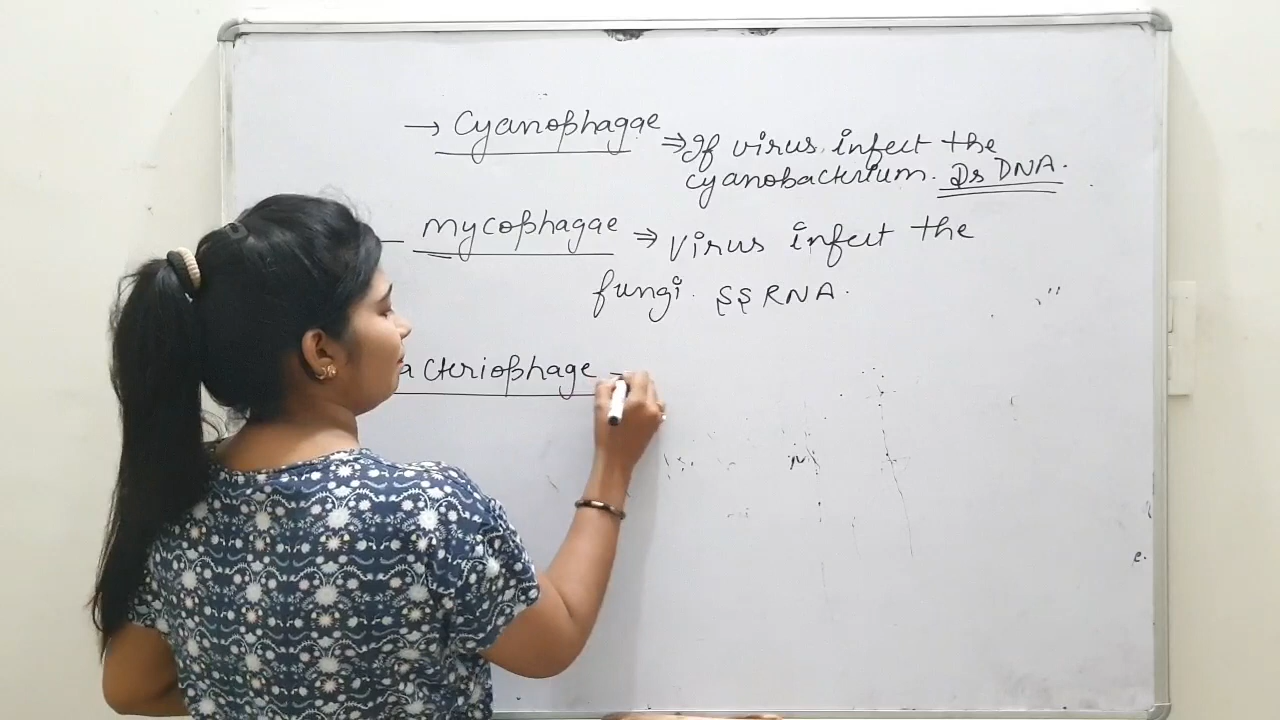 → Cyanophagae ⇒ If virus infect the
cyanobacterium. Ds DNA.
— Mycophagae ⇒ Virus infect the
fungi. SS RNA.
acteriophage –